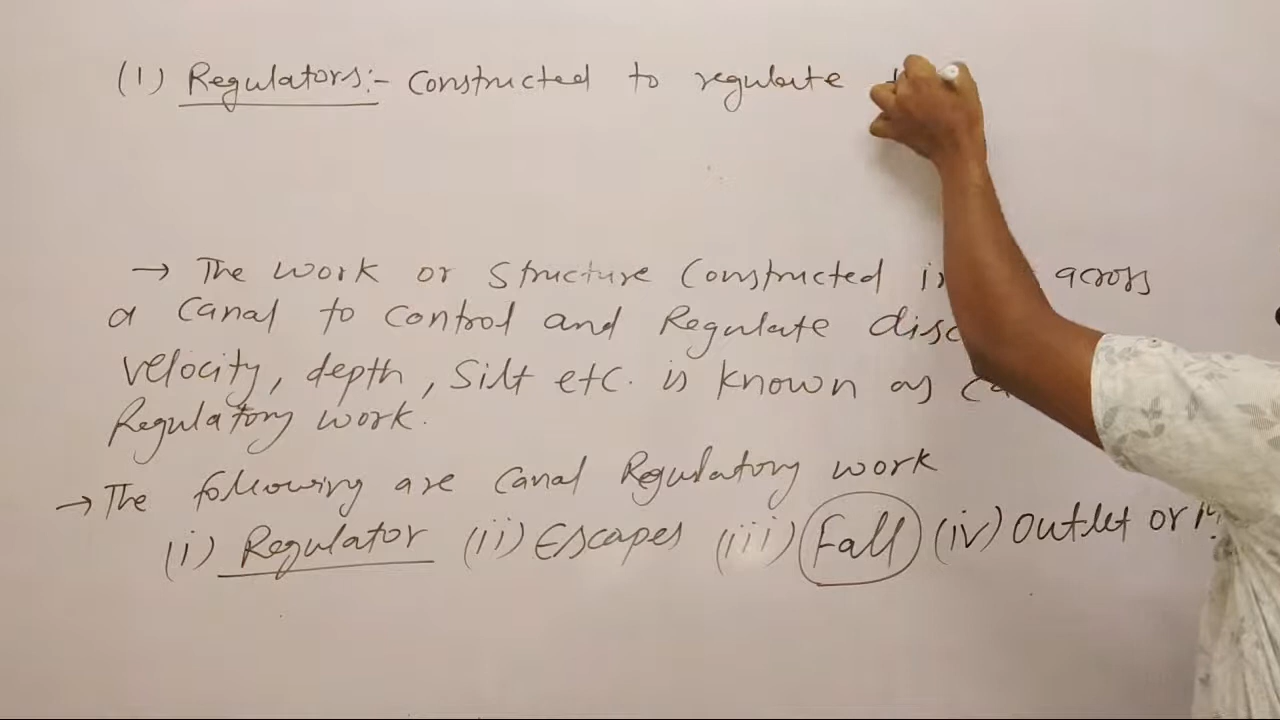 (1) Regulators:- Constructed to regulate
→ The work or Structure Constructed across
a Canal to control and Regulate
velocity, depth, Silt etc. is known as
Regulatory work.
→ The following are Canal Regulatory work
(i) Regulator (ii) Escapes (iii) Fall (iv) Outlet or